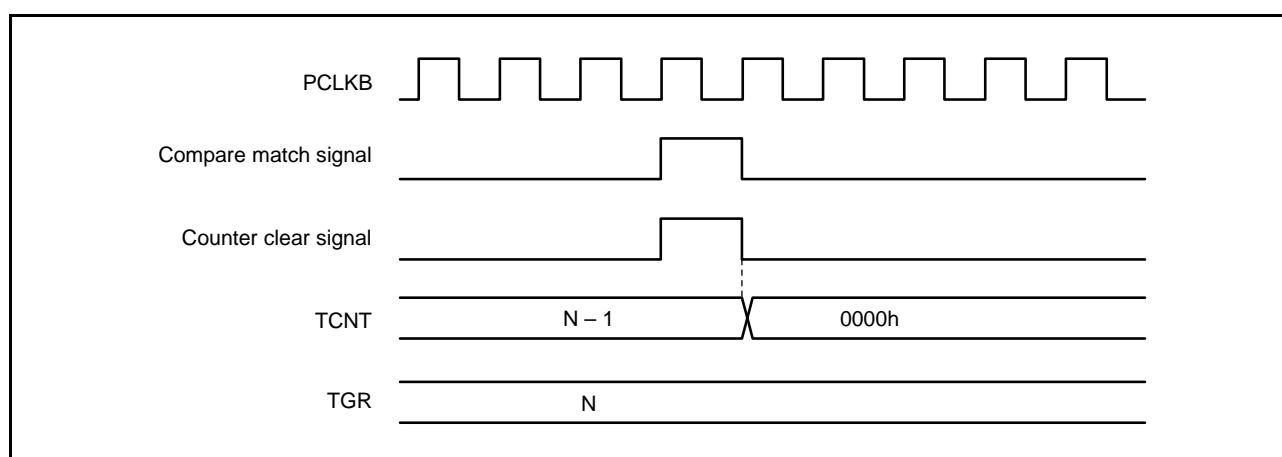 PCLKB
Compare match signal
Counter clear signal
TCNT N – 1 0000h
TGR N